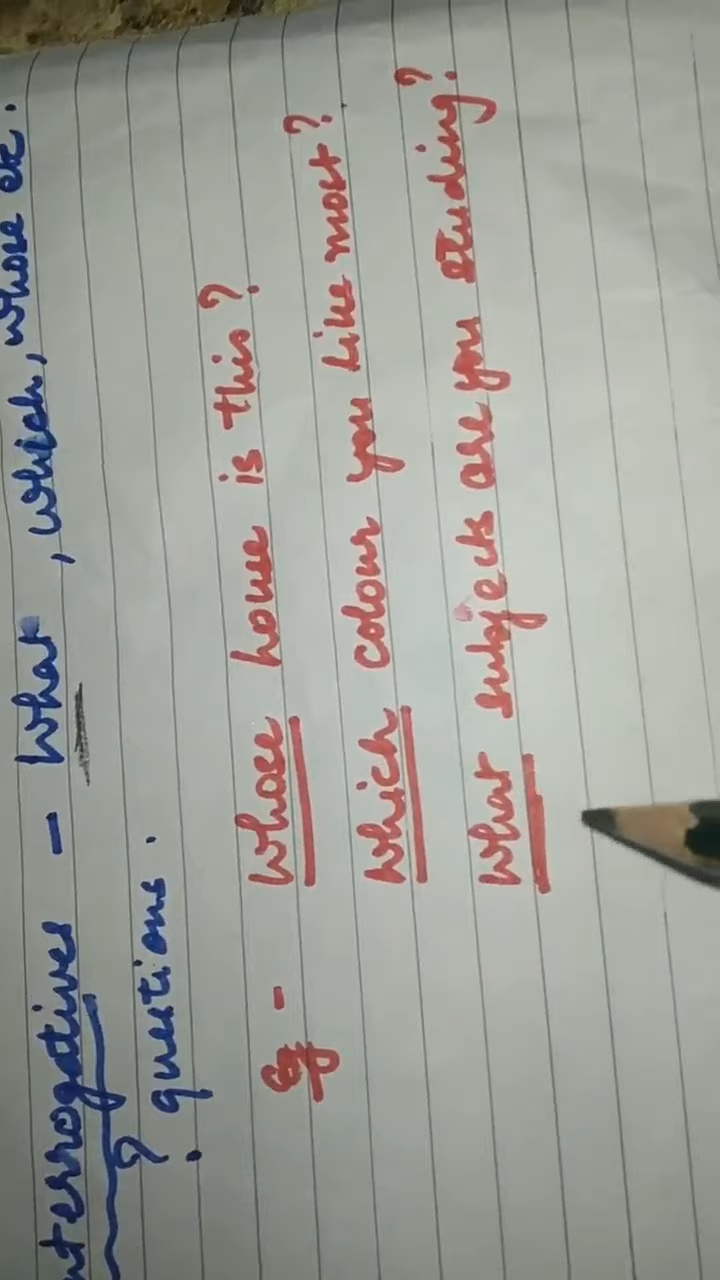 nterrogatives - What, which, whose etc.
? questions.
Eg - Whose house is this?
Which colour you like most?
What subjects are you studing?